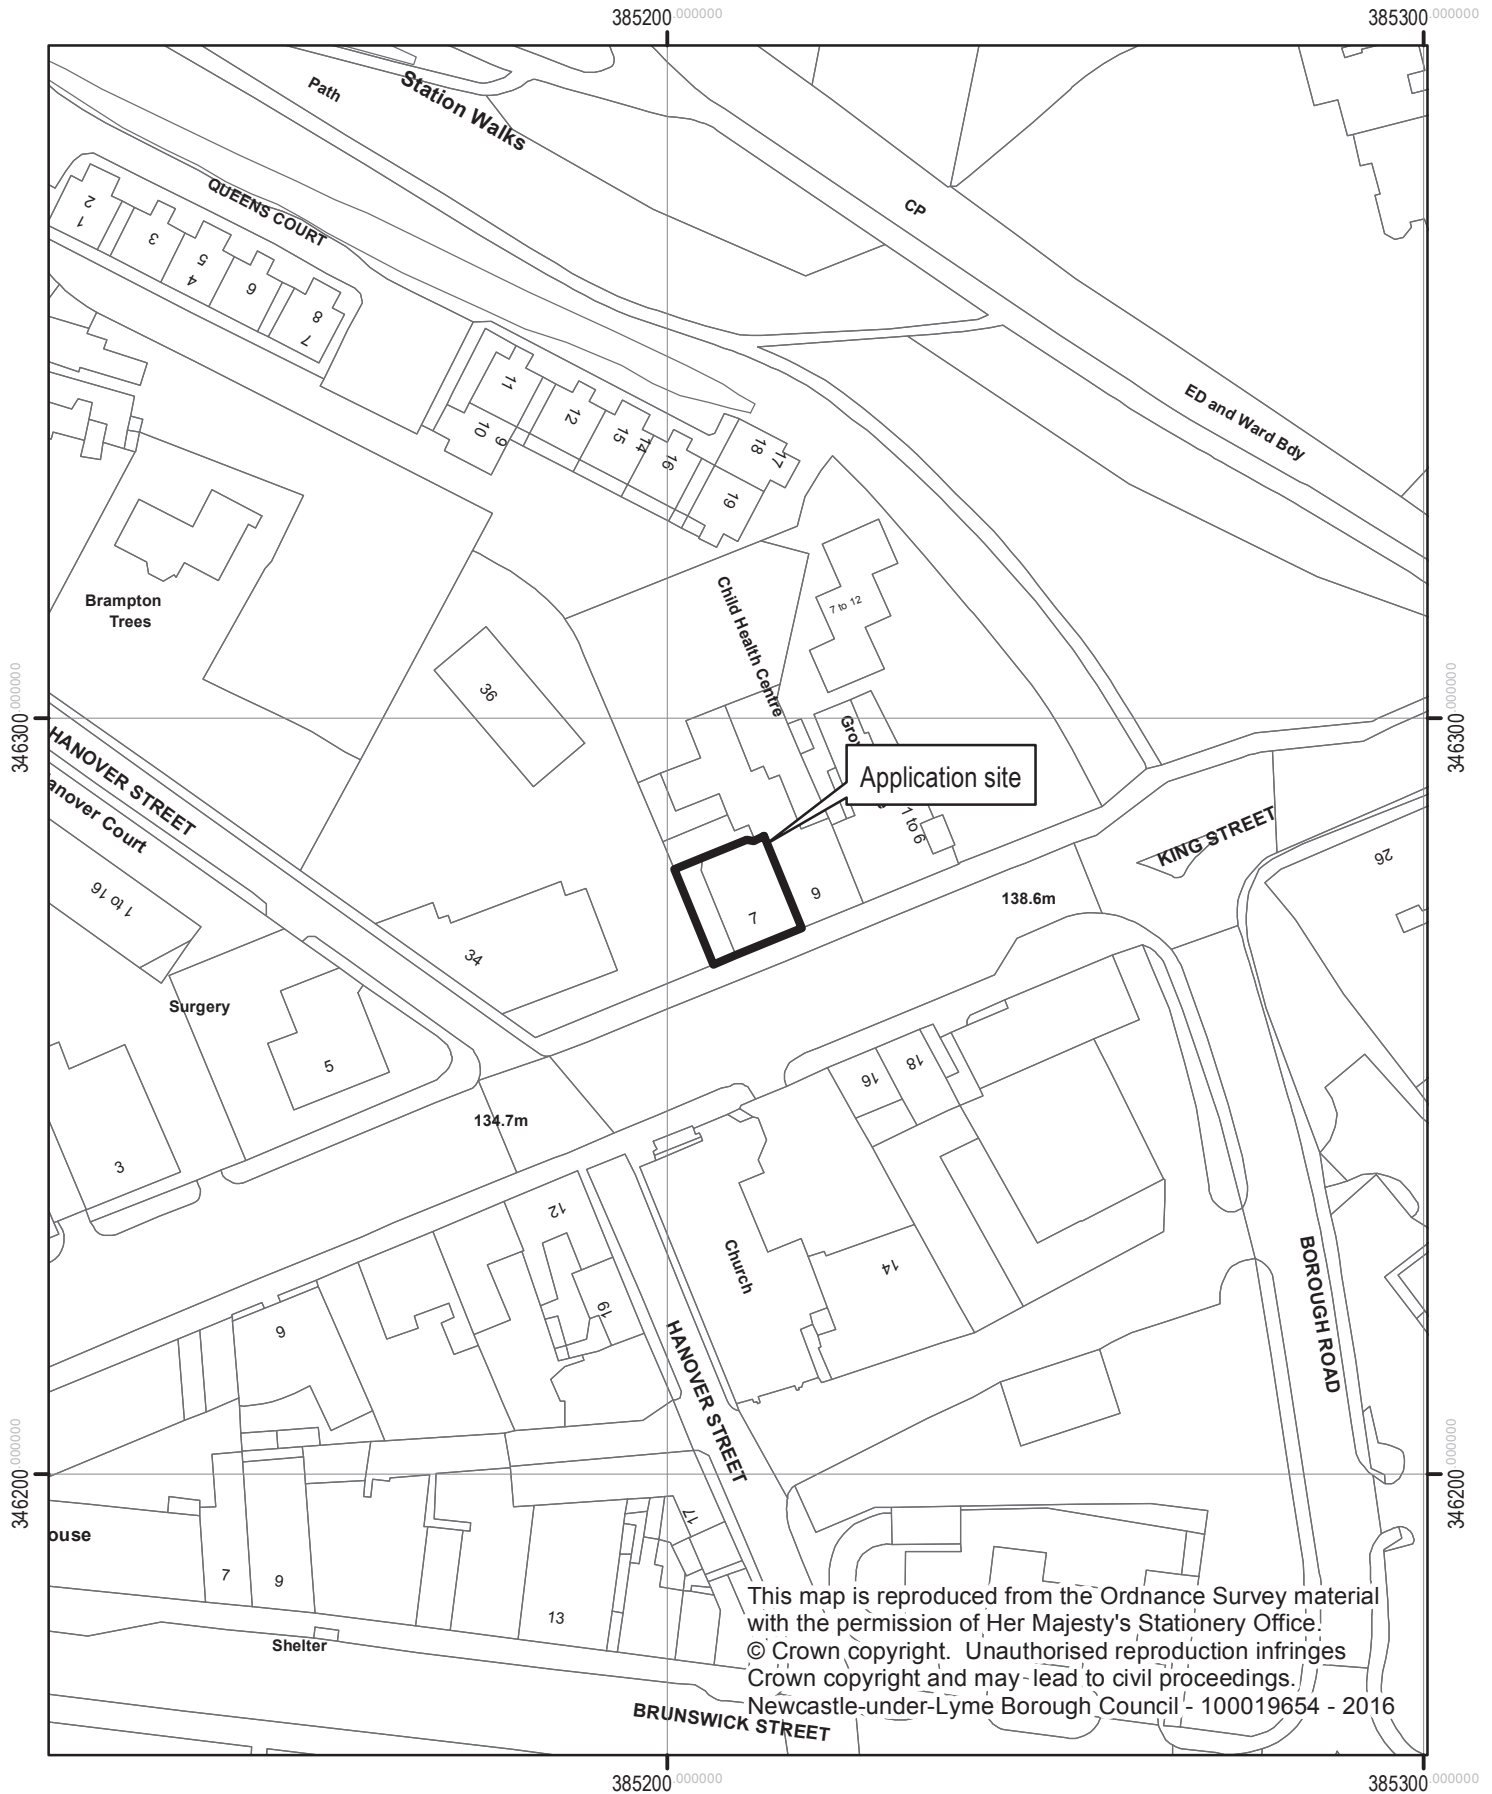 385200.000000
385300.000000
Path
Station Walks
QUEENS COURT
CP
2
1
3
5
4
6
8
7
ED and Ward Bdy
11
10
9
12
15
14
16
18
17
19
Brampton
Trees
Child Health Centre
7 to 12
36
346300.000000
346300.000000
HANOVER STREET
anover Court
1 to 16
Application site
1 to 6
KING STREET
26
7
9
138.6m
34
Surgery
5
16
18
134.7m
3
12
Church
14
19
9
HANOVER STREET
BOROUGH ROAD
346200.000000
346200.000000
17
ouse
7
9
13
Shelter
BRUNSWICK STREET
This map is reproduced from the Ordnance Survey material
with the permission of Her Majesty's Stationery Office.
© Crown copyright. Unauthorised reproduction infringes
Crown copyright and may lead to civil proceedings.
Newcastle-under-Lyme Borough Council - 100019654 - 2016
385200.000000
385300.000000